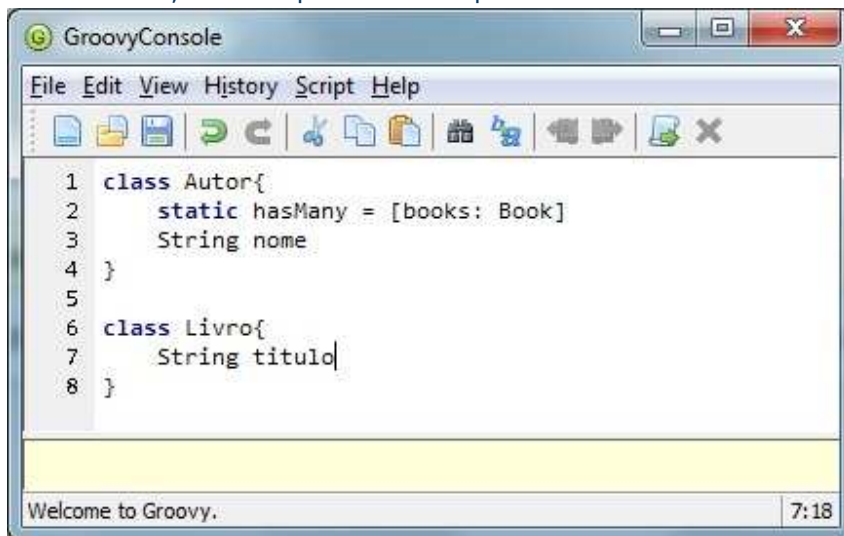 GroovyConsole
File Edit View History Script Help
1 class Autor{
2 static hasMany = [books: Book]
3 String nome
4 }
5
6 class Livro{
7 String titulo
8 }
Welcome to Groovy. 7:18